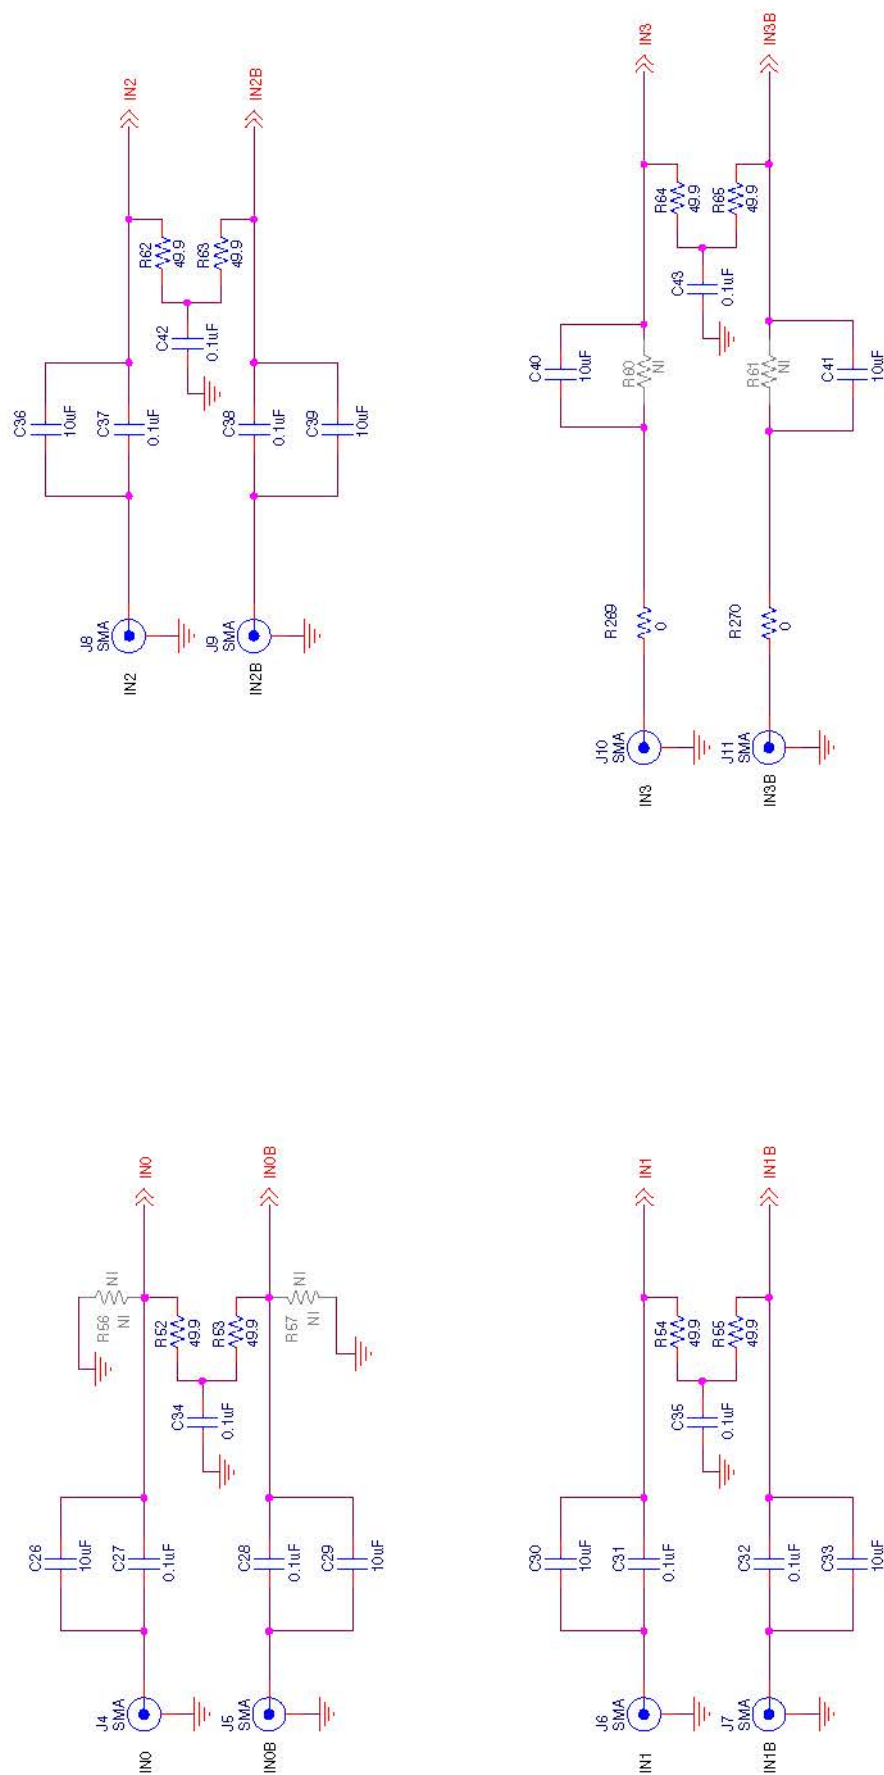 IN0
J4
SMA
C26
10uF
C27
0.1uF
R56
NI
NI
R52
49.9
C34
0.1uF
R53
49.9
IN0
IN0B
J5
SMA
C28
0.1uF
C29
10uF
R57
NI
NI
IN0B
IN1
J6
SMA
C30
10uF
C31
0.1uF
R54
49.9
C35
0.1uF
R55
49.9
IN1
IN1B
J7
SMA
C32
0.1uF
C33
10uF
IN1B
IN2
J8
SMA
C36
10uF
C37
0.1uF
R62
49.9
C42
0.1uF
R63
49.9
IN2
IN2B
J9
SMA
C38
0.1uF
C39
10uF
IN2B
IN3
J10
SMA
R269
0
C40
10uF
R60
NI
R64
49.9
C43
0.1uF
R65
49.9
IN3
IN3B
J11
SMA
R270
0
R61
NI
C41
10uF
IN3B